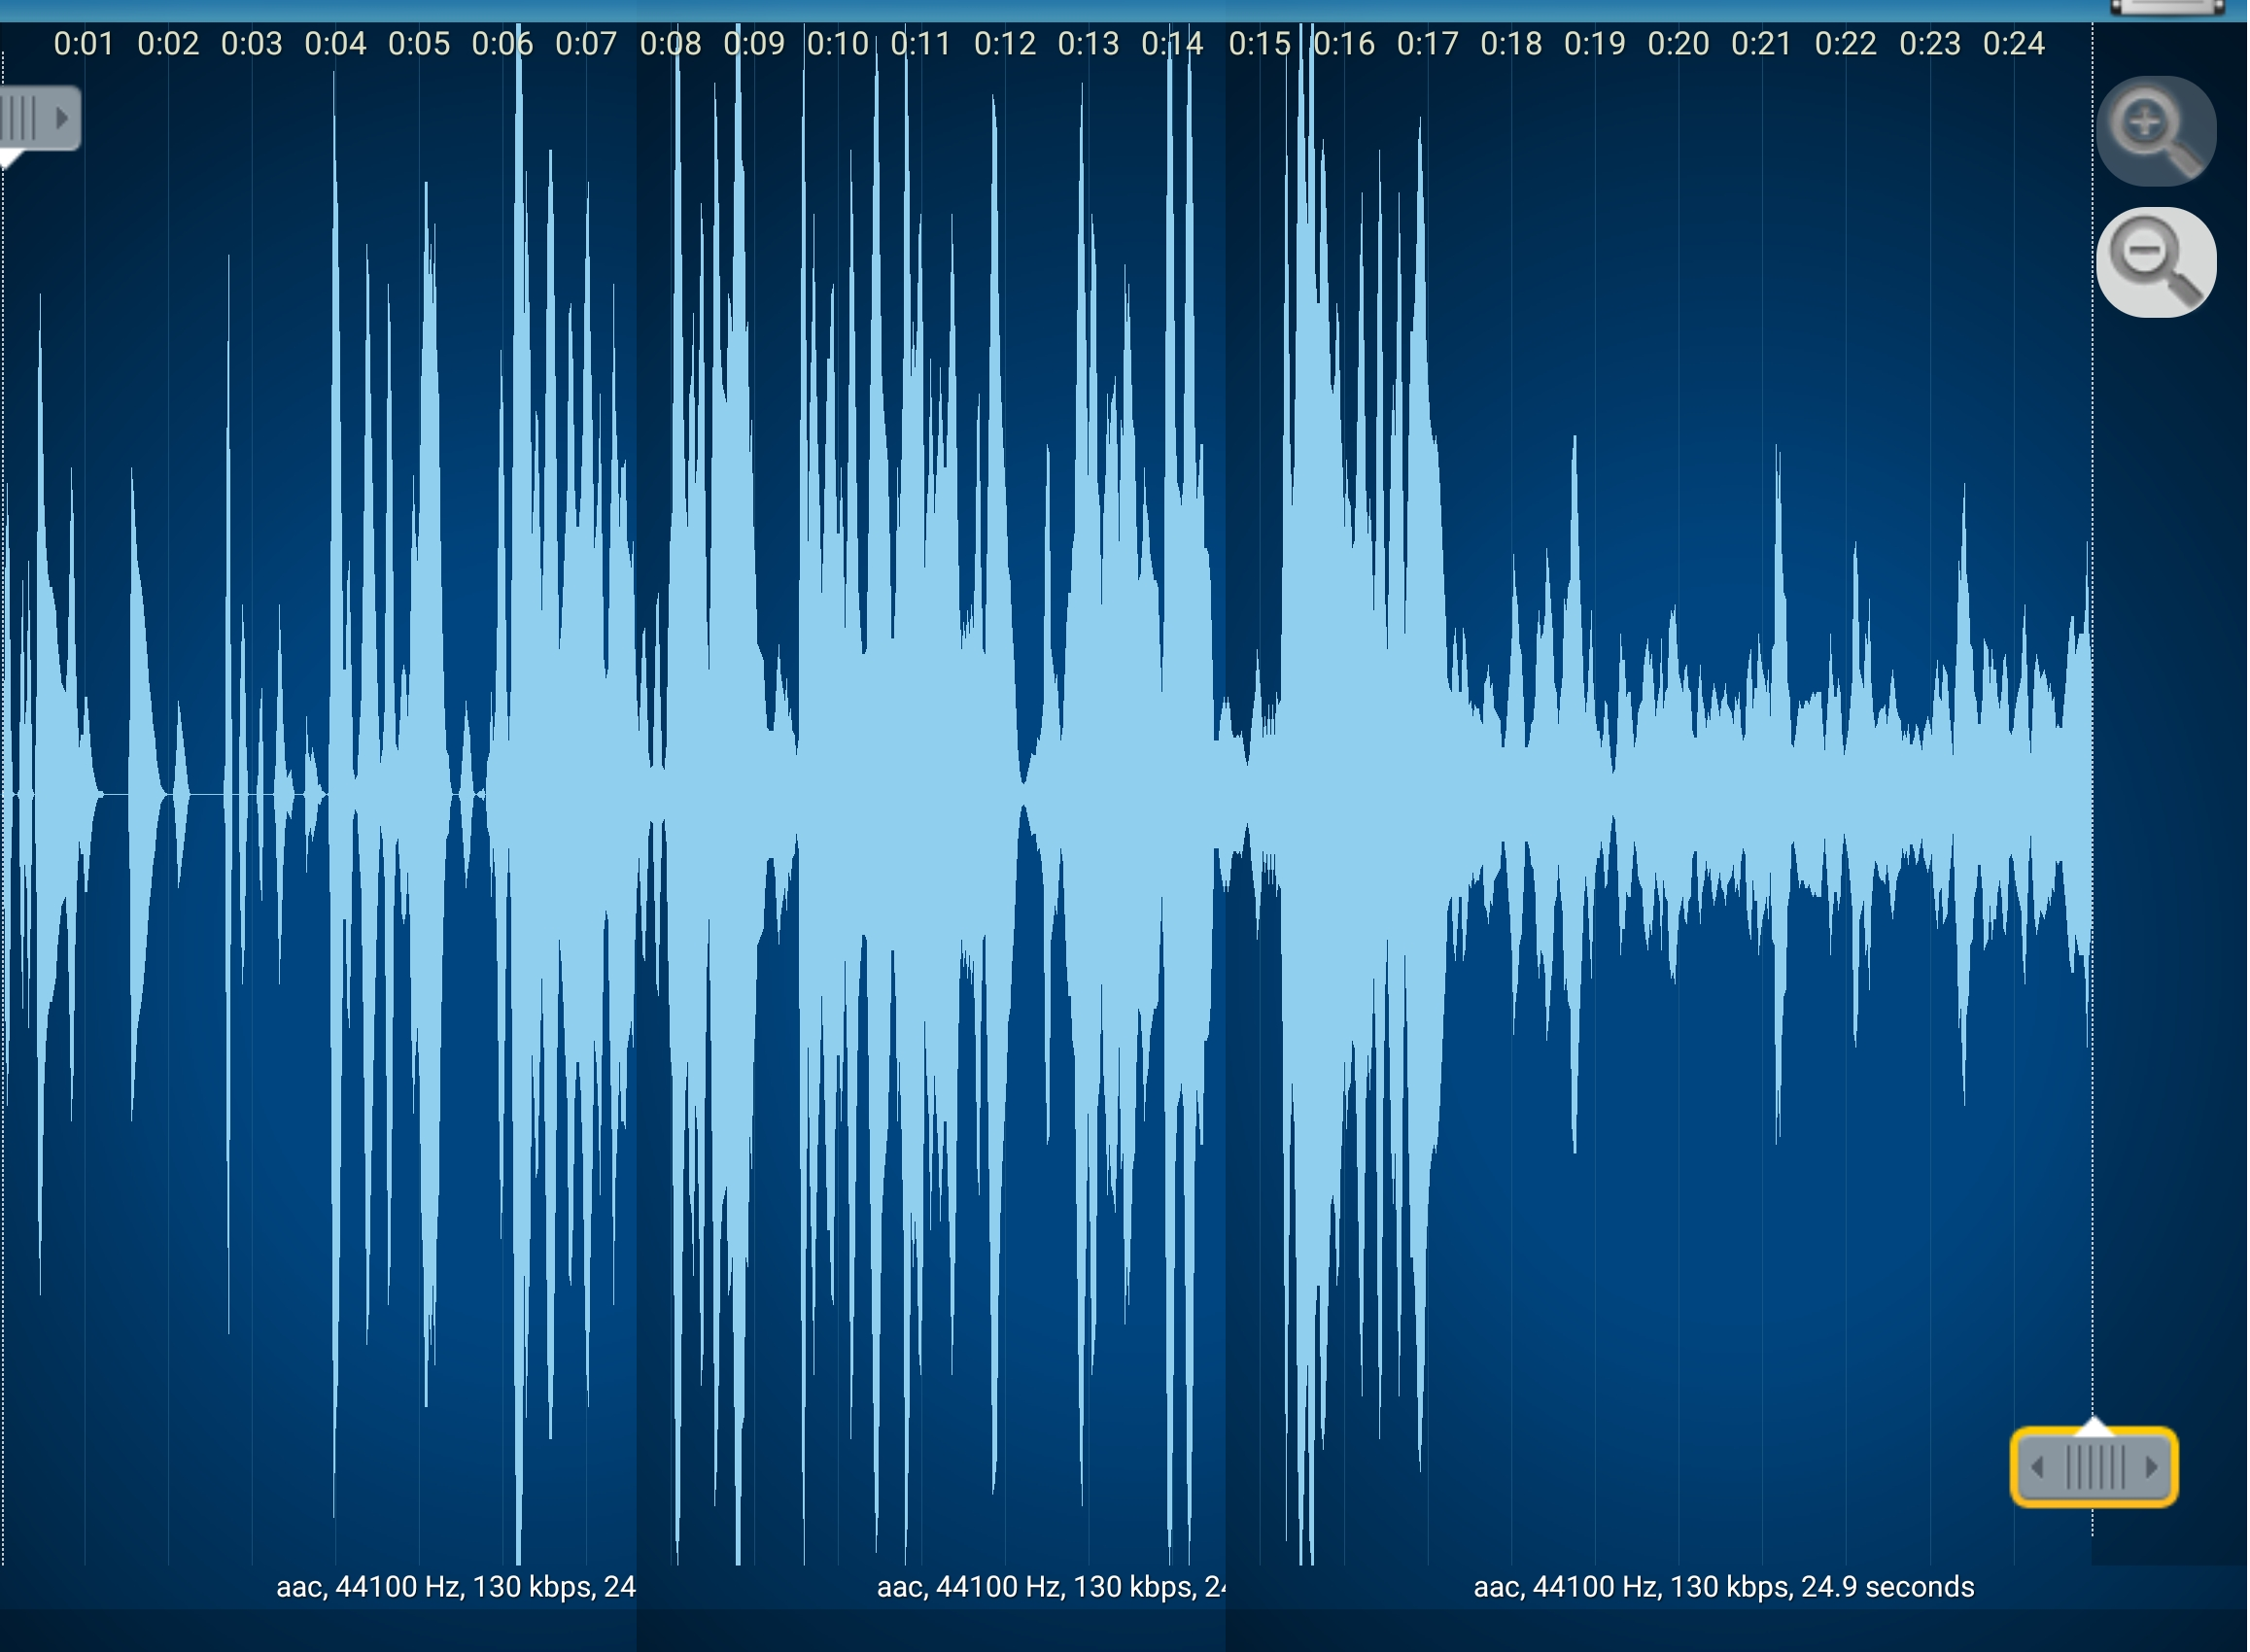 0:01 0:02 0:03 0:04 0:05 0:06 0:07 0:08 0:09 0:10 0:11 0:12 0:13 0:14 0:15 0:16 0:17 0:18 0:19 0:20 0:21 0:22 0:23 0:24
aac, 44100 Hz, 130 kbps, 24 aac, 44100 Hz, 130 kbps, 24 aac, 44100 Hz, 130 kbps, 24.9 seconds